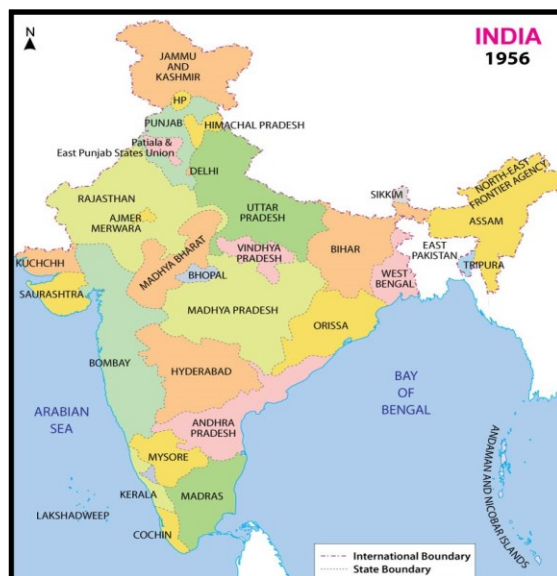 N
INDIA
1956
JAMMU
AND
KASHMIR
HP
PUNJAB
HIMACHAL PRADESH
Patiala &
East Punjab States Union
DELHI
RAJASTHAN
UTTAR
PRADESH
AJMER
MERWARA
SIKKIM
NORTH-EAST
FRONTIER AGENCY
ASSAM
KUCHCHH
MADHYA BHARAT
VINDHYA
PRADESH
BIHAR
EAST
PAKISTAN
BHOPAL
WEST
BENGAL
TRIPURA
SAURASHTRA
MADHYA PRADESH
ORISSA
BOMBAY
HYDERABAD
BAY
OF
BENGAL
ARABIAN
SEA
ANDHRA
PRADESH
MYSORE
KERALA
MADRAS
LAKSHADWEEP
COCHIN
ANDAMAN AND NICOBAR ISLANDS
International Boundary
State Boundary